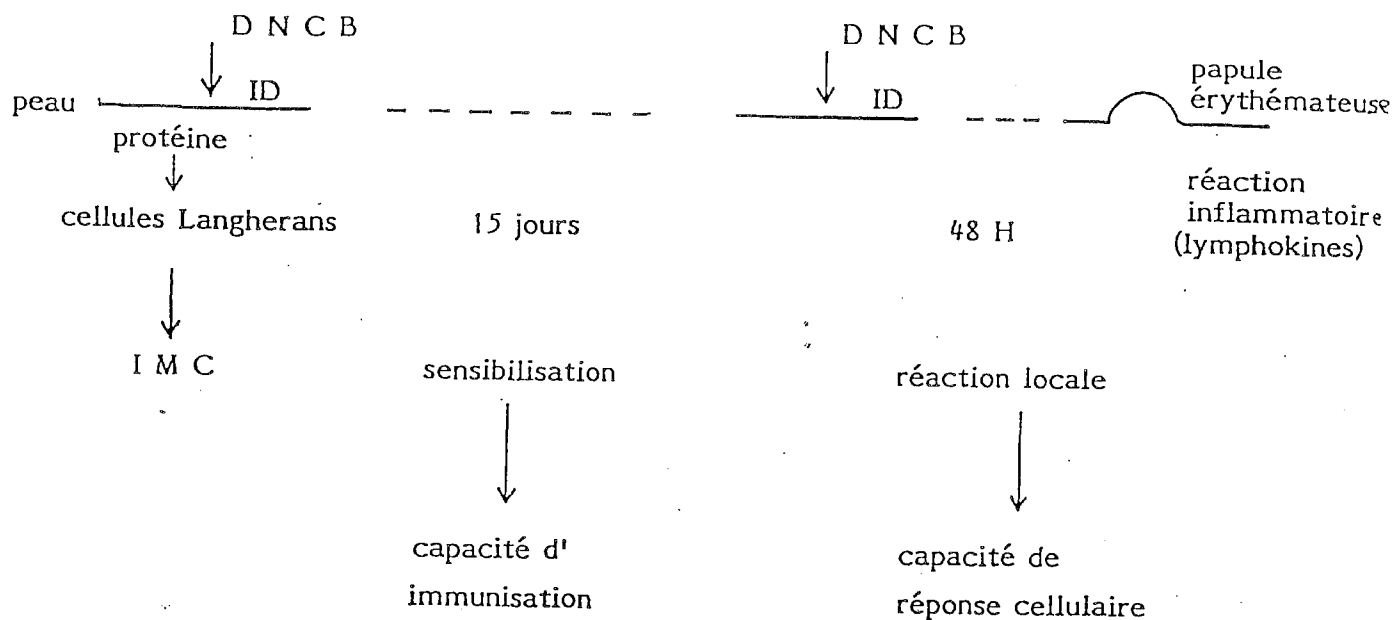 D N C B
ID
peau
protéine
cellules Langherans
I M C
15 jours
sensibilisation
capacité d'
immunisation
D N C B
ID
48 H
réaction locale
capacité de
réponse cellulaire
papule
érythémateuse
réaction
inflammatoire
(lymphokines)